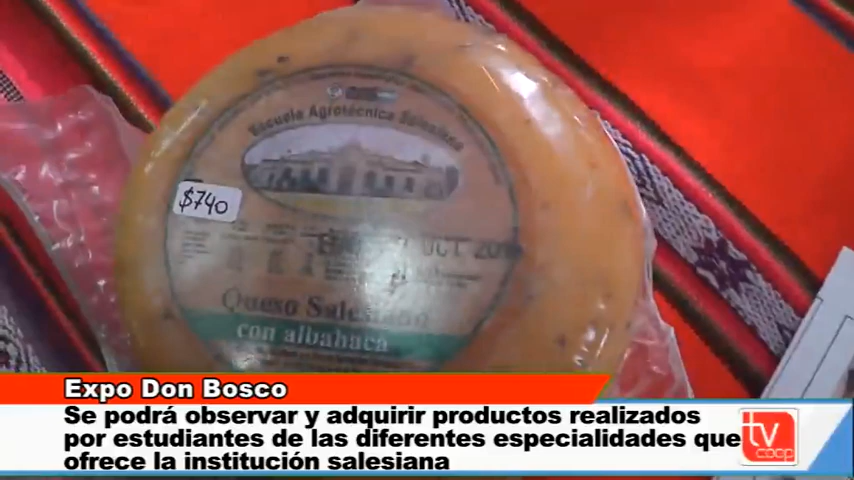 Escuela Agrotécnica Salesiana
$740
OCT
Queso Salesiano
con albahaca
Expo Don Bosco
Se podrá observar y adquirir productos realizados
por estudiantes de las diferentes especialidades que
ofrece la institución salesiana
tv
coop